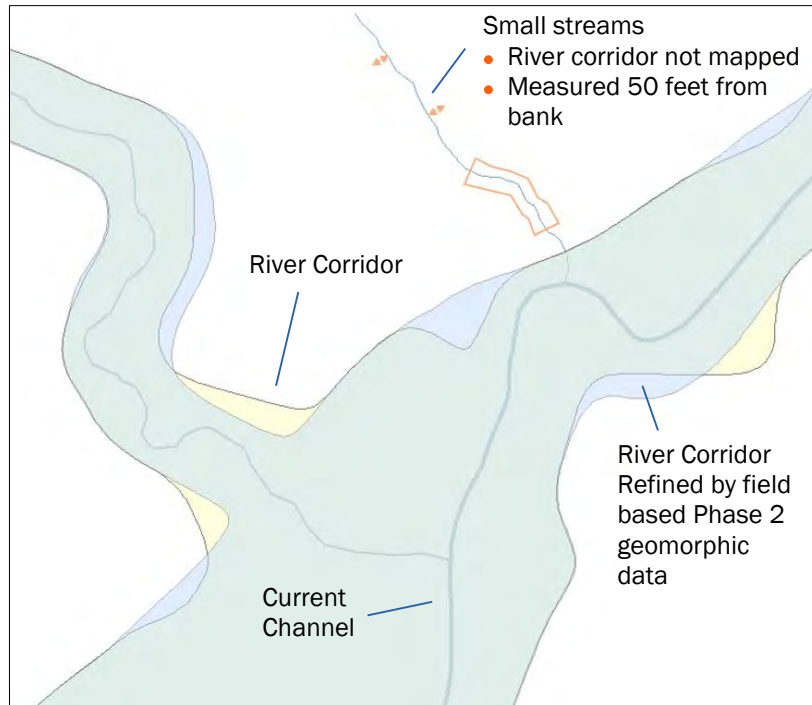 Small streams
• River corridor not mapped
• Measured 50 feet from
bank
River Corridor
River Corridor
Refined by field
based Phase 2
geomorphic
data
Current
Channel